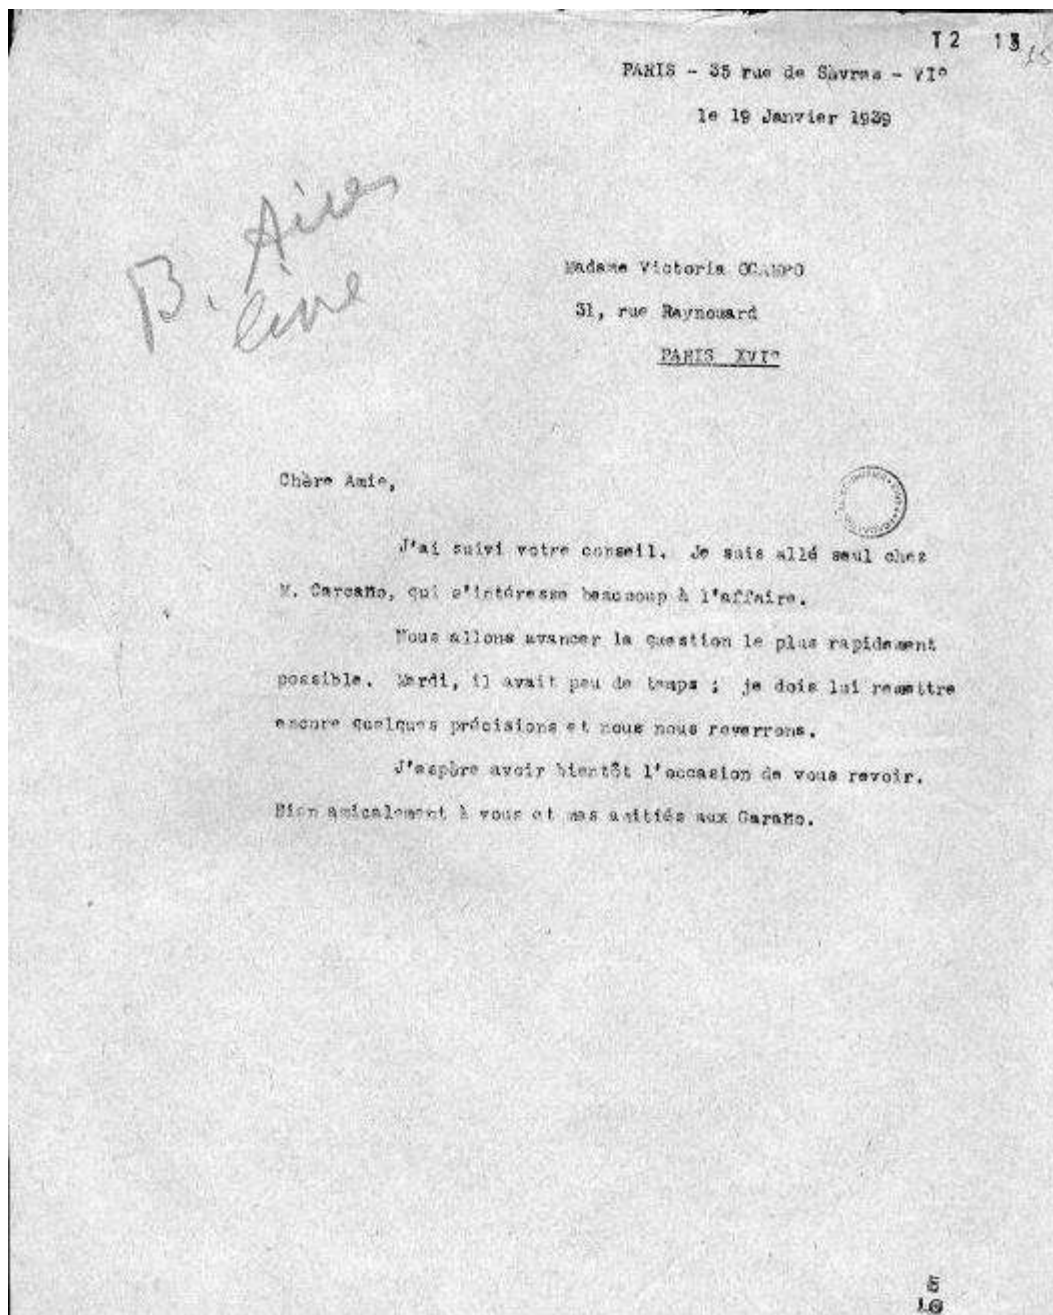 T2 13
PARIS - 35 rue de Sèvres - VI°
le 19 Janvier 1939
B. Aires
Madame Victoria OCAMPO
31, rue Raynouard
PARIS XVI°
Chère Amie,
J'ai suivi votre conseil. Je suis allé seul chez
M. Carcaño, qui s'intéresse beaucoup à l'affaire.
Nous allons avancer la question le plus rapidement
possible. Mardi, il avait peu de temps ; je dois lui remettre
encore quelques précisions et nous nous reverrons.
J'espère avoir bientôt l'occasion de vous revoir.
Bien amicalement à vous et mes amitiés aux Garaño.